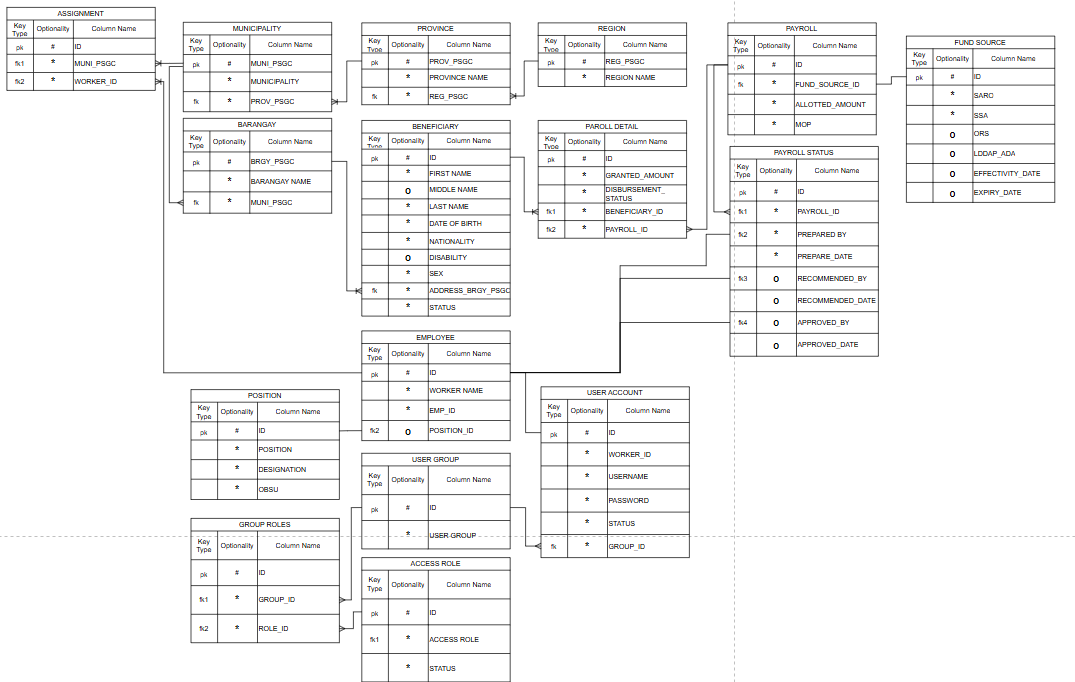 ASSIGNMENT
Key Type Optionality Column Name
pk # ID
fk1 * MUNI_PSGC
fk2 * WORKER_ID
MUNICIPALITY
Key Type Optionality Column Name
pk # MUNI_PSGC
* MUNICIPALITY
fk * PROV_PSGC
PROVINCE
Key Type Optionality Column Name
pk # PROV_PSGC
* PROVINCE NAME
fk * REG_PSGC
REGION
Key Type Optionality Column Name
pk # REG_PSGC
* REGION NAME
PAYROLL
Key Type Optionality Column Name
pk # ID
fk * FUND_SOURCE_ID
* ALLOTTED_AMOUNT
* MOP
FUND SOURCE
Key Type Optionality Column Name
pk # ID
* SARO
* SSA
o ORS
o LDDAP_ADA
o EFFECTIVITY_DATE
o EXPIRY_DATE
BARANGAY
Key Type Optionality Column Name
pk # BRGY_PSGC
* BARANGAY NAME
fk * MUNI_PSGC
BENEFICIARY
Key Type Optionality Column Name
pk # ID
* FIRST NAME
o MIDDLE NAME
* LAST NAME
* DATE OF BIRTH
* NATIONALITY
o DISABILITY
* SEX
fk * ADDRESS_BRGY_PSGC
* STATUS
PAROLL DETAIL
Key Type Optionality Column Name
pk # ID
* GRANTED_AMOUNT
* DISBURSEMENT_
STATUS
fk1 * BENEFICIARY_ID
fk2 * PAYROLL_ID
PAYROLL STATUS
Key Type Optionality Column Name
pk # ID
fk1 * PAYROLL_ID
fk2 * PREPARED BY
* PREPARE_DATE
fk3 o RECOMMENDED_BY
o RECOMMENDED_DATE
fk4 o APPROVED_BY
o APPROVED_DATE
EMPLOYEE
Key Type Optionality Column Name
pk # ID
* WORKER NAME
* EMP_ID
fk2 o POSITION_ID
POSITION
Key Type Optionality Column Name
pk # ID
* POSITION
* DESIGNATION
* OBSU
USER ACCOUNT
Key Type Optionality Column Name
pk # ID
* WORKER_ID
* USERNAME
* PASSWORD
* STATUS
fk * GROUP_ID
USER GROUP
Key Type Optionality Column Name
pk # ID
* USER GROUP
GROUP ROLES
Key Type Optionality Column Name
pk # ID
fk1 * GROUP_ID
fk2 * ROLE_ID
ACCESS ROLE
Key Type Optionality Column Name
pk # ID
fk1 * ACCESS ROLE
* STATUS